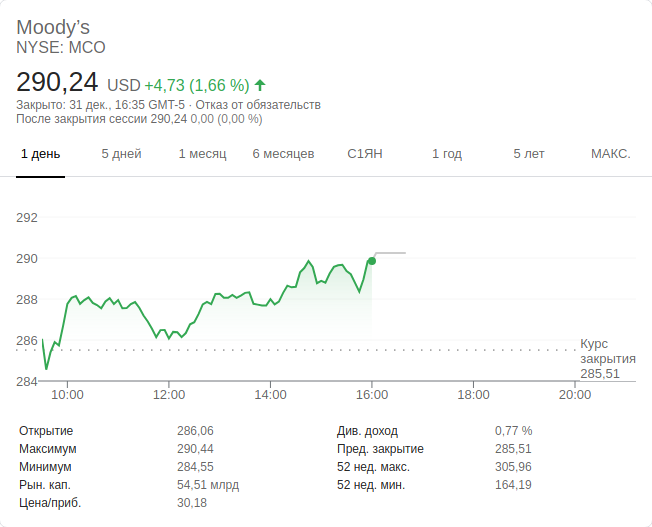 Moody's
NYSE: MCO
290,24 USD +4,73 (1,66 %)
Закрыто: 31 дек., 16:35 GMT-5 · Отказ от обязательств
После закрытия сессии 290,24 0,00 (0,00 %)
1 день 5 дней 1 месяц 6 месяцев С1ЯН 1 год 5 лет МАКС.
292
290
288
286
284
Курс
закрытия
285,51
10:00 12:00 14:00 16:00 18:00 20:00
Открытие 286,06
Максимум 290,44
Минимум 284,55
Рын. кап. 54,51 млрд
Цена/приб. 30,18
Див. доход 0,77 %
Пред. закрытие 285,51
52 нед. макс. 305,96
52 нед. мин. 164,19